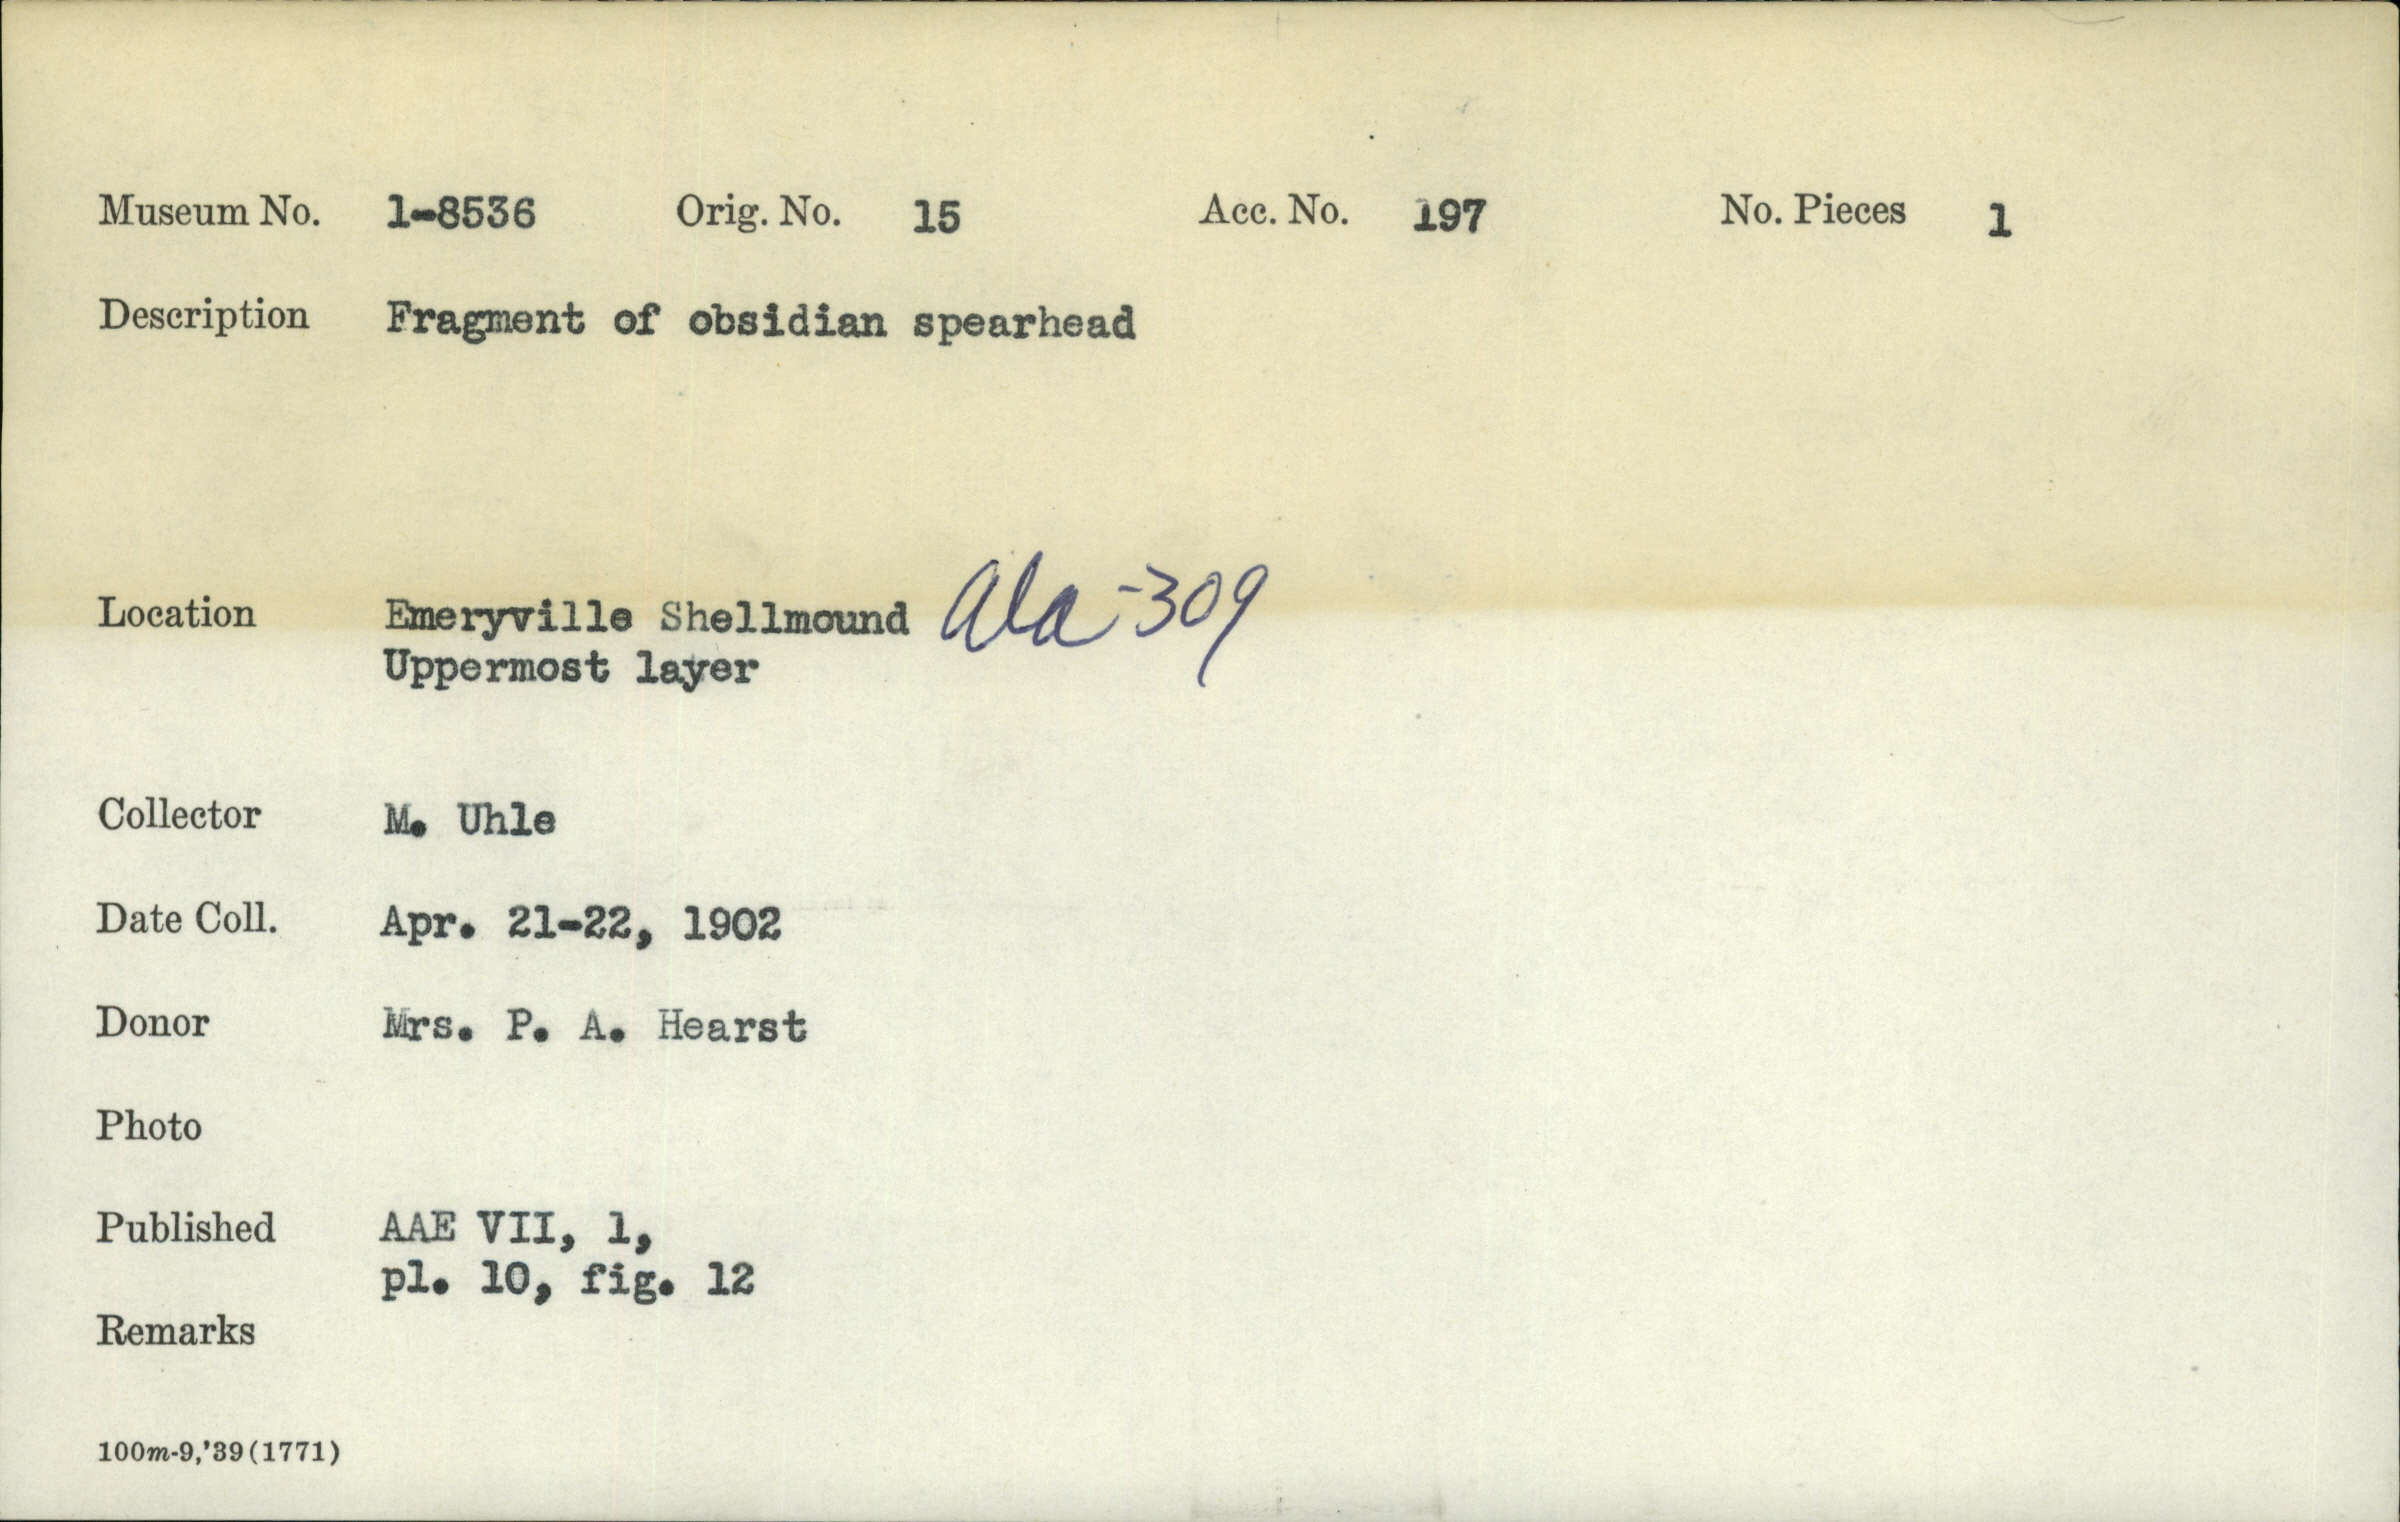 Museum No. 1-8536 Orig. No. 15 Acc. No. 197 No. Pieces 1
Description Fragment of obsidian spearhead
Location Emeryville Shellmound Ala-309
Uppermost layer
Collector M. Uhle
Date Coll. Apr. 21-22, 1902
Donor Mrs. P. A. Hearst
Photo
Published AAE VII, 1,
pl. 10, fig. 12
Remarks
100m-9,'39(1771)